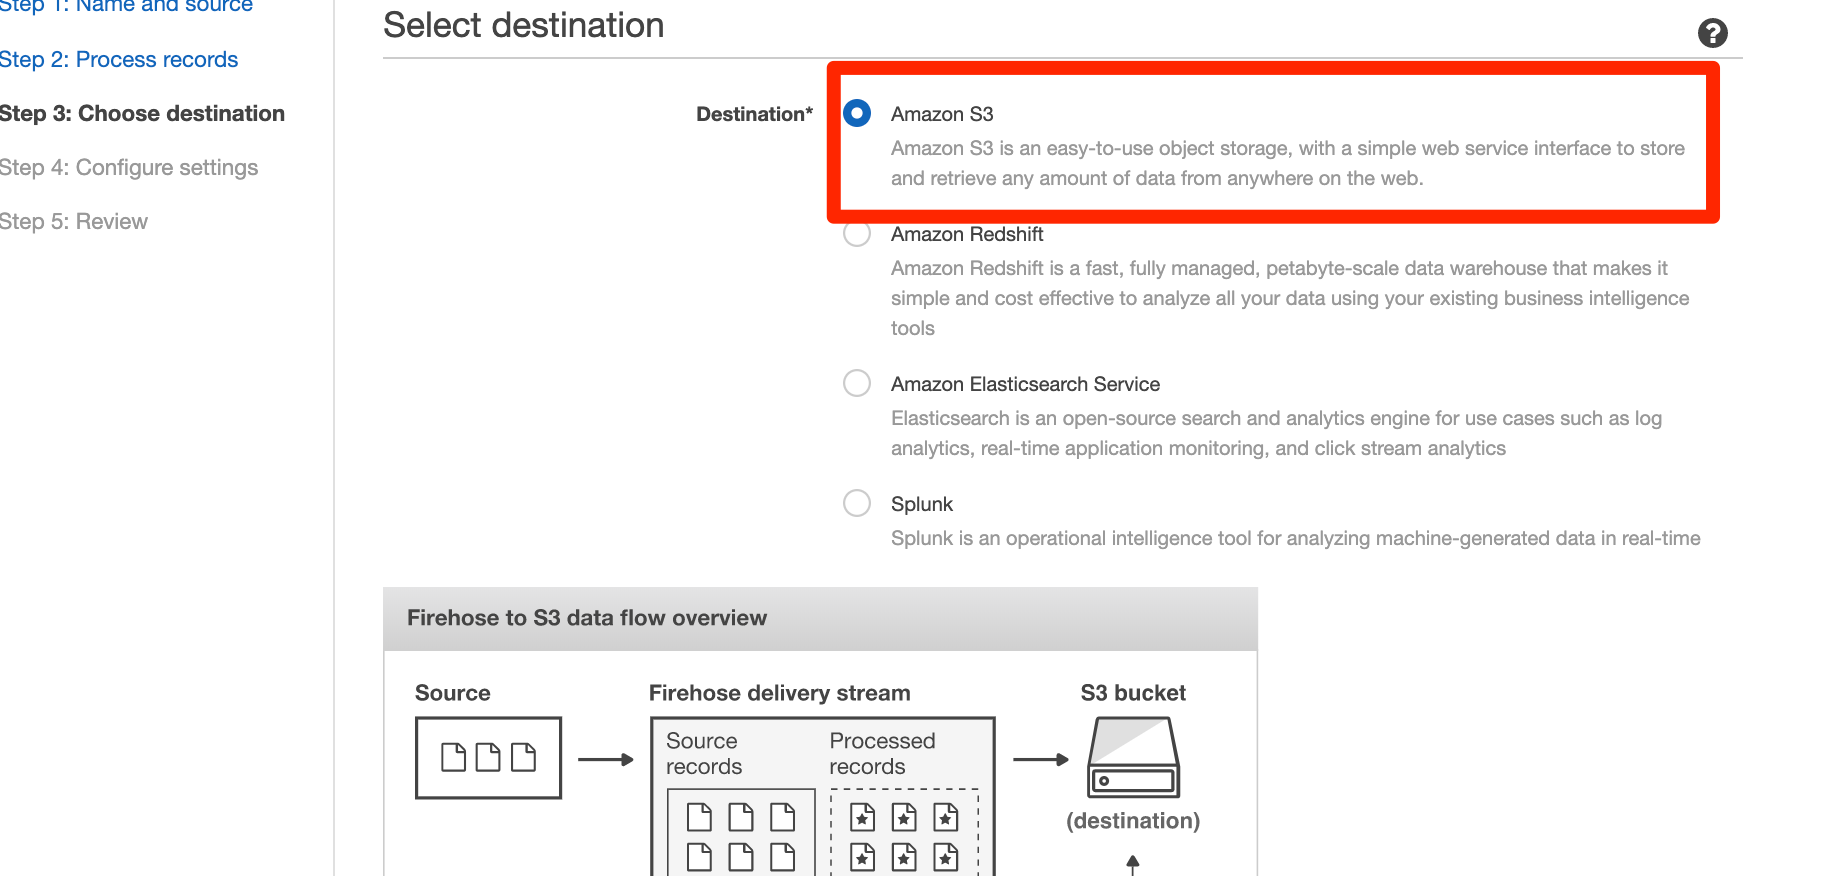 Step 1: Name and source
Step 2: Process records
Step 3: Choose destination
Step 4: Configure settings
Step 5: Review
Select destination
?
Destination*
Amazon S3
Amazon S3 is an easy-to-use object storage, with a simple web service interface to store
and retrieve any amount of data from anywhere on the web.
Amazon Redshift
Amazon Redshift is a fast, fully managed, petabyte-scale data warehouse that makes it
simple and cost effective to analyze all your data using your existing business intelligence
tools
Amazon Elasticsearch Service
Elasticsearch is an open-source search and analytics engine for use cases such as log
analytics, real-time application monitoring, and click stream analytics
Splunk
Splunk is an operational intelligence tool for analyzing machine-generated data in real-time
Firehose to S3 data flow overview
Source
Firehose delivery stream
S3 bucket
Source
records
Processed
records
(destination)